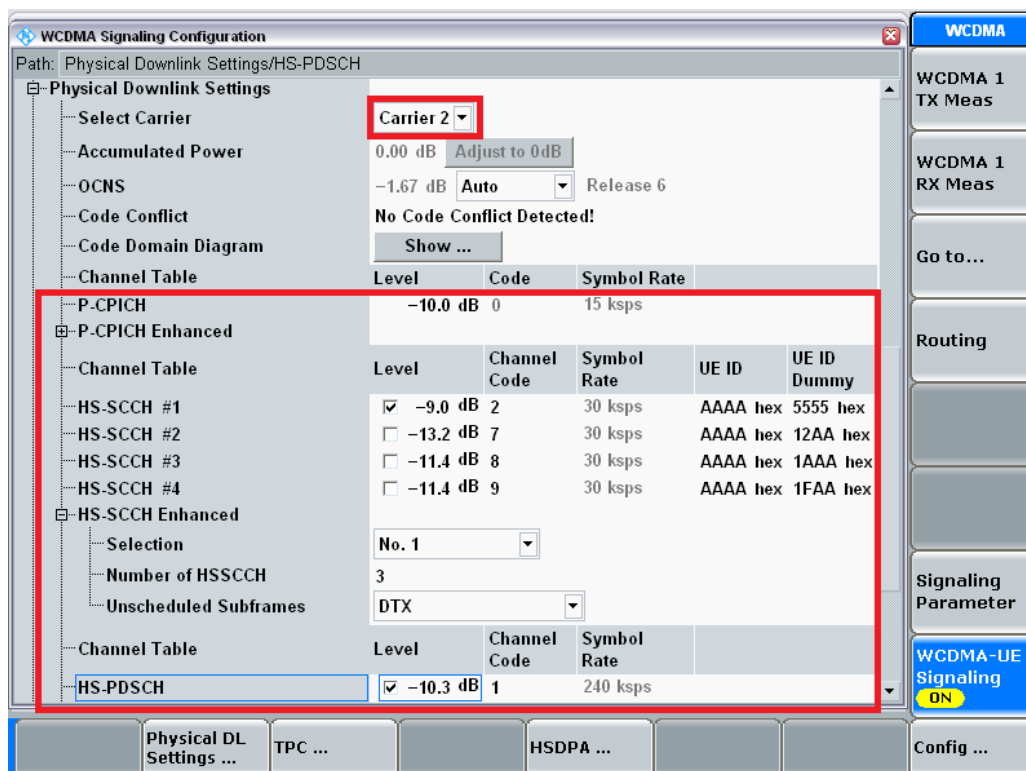 WCDMA Signaling Configuration
Path: Physical Downlink Settings/HS-PDSCH
Physical Downlink Settings
Select Carrier Carrier 2
Accumulated Power 0.00 dB Adjust to 0dB
OCNS −1.67 dB Auto Release 6
Code Conflict No Code Conflict Detected!
Code Domain Diagram Show ...
Channel Table Level Code Symbol Rate
P-CPICH −10.0 dB 0 15 ksps
P-CPICH Enhanced
Channel Table Level Channel Code Symbol Rate UE ID UE ID Dummy
HS-SCCH #1 −9.0 dB 2 30 ksps AAAA hex 5555 hex
HS-SCCH #2 −13.2 dB 7 30 ksps AAAA hex 12AA hex
HS-SCCH #3 −11.4 dB 8 30 ksps AAAA hex 1AAA hex
HS-SCCH #4 −11.4 dB 9 30 ksps AAAA hex 1FAA hex
HS-SCCH Enhanced
Selection No. 1
Number of HSSCCH 3
Unscheduled Subframes DTX
Channel Table Level Channel Code Symbol Rate
HS-PDSCH −10.3 dB 1 240 ksps
WCDMA
WCDMA 1
TX Meas
WCDMA 1
RX Meas
Go to...
Routing
Signaling
Parameter
WCDMA-UE
Signaling
ON
Physical DL
Settings ...
TPC ...
HSDPA ...
Config ...